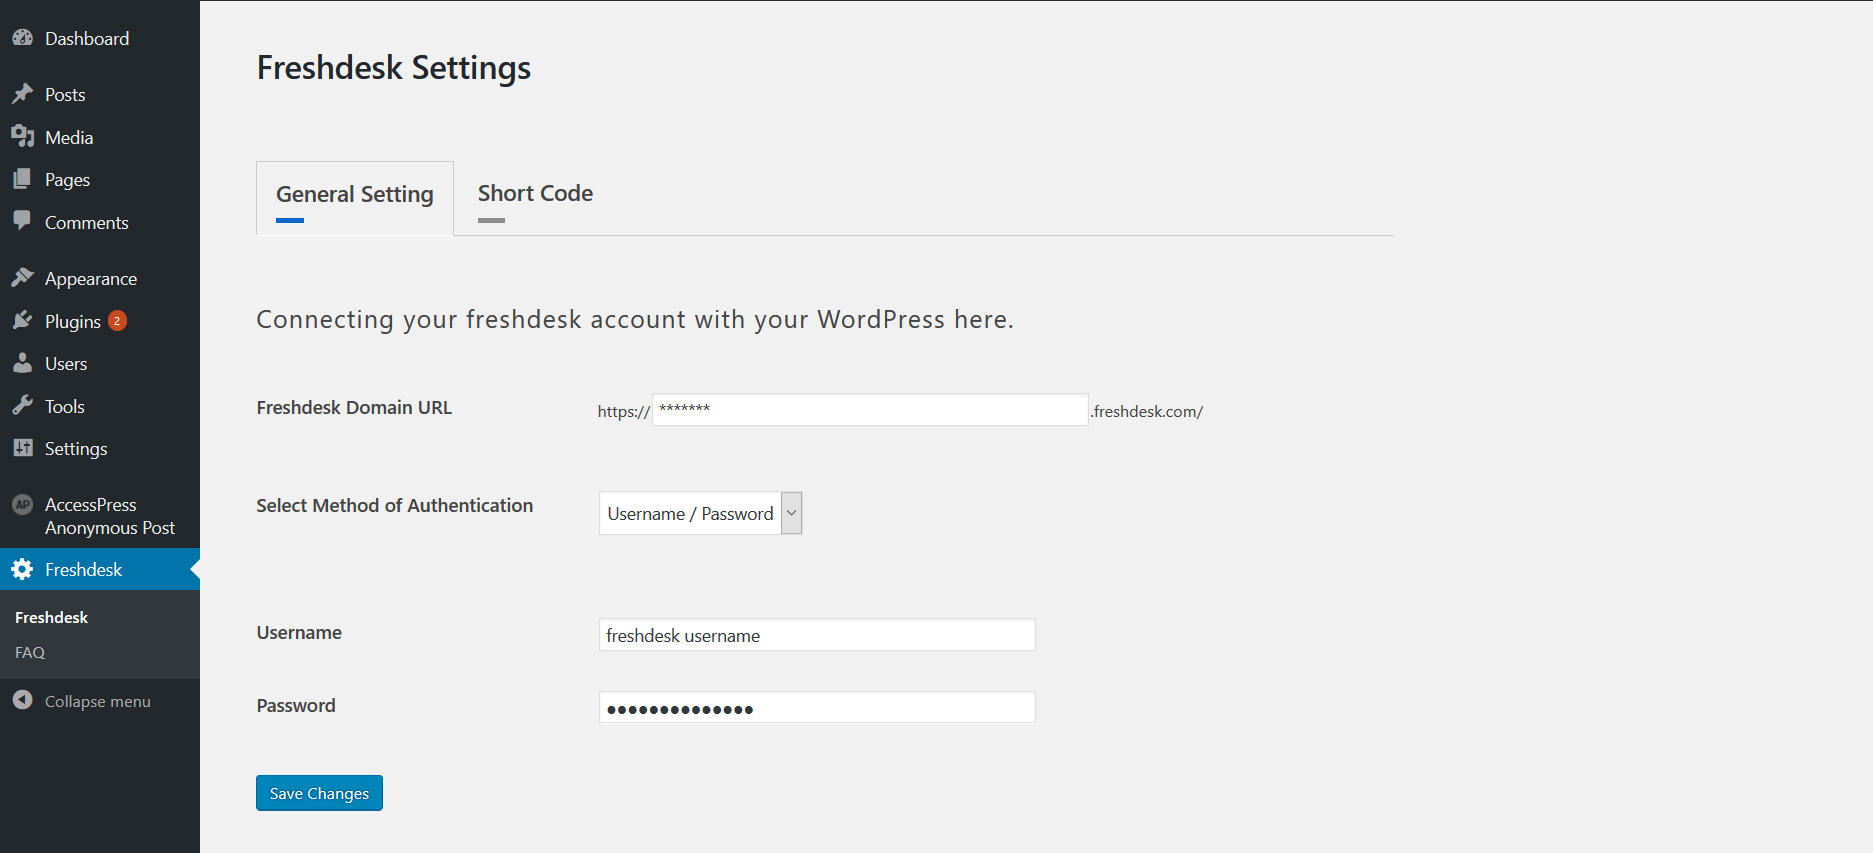 Dashboard
Posts
Media
Pages
Comments
Appearance
Plugins 2
Users
Tools
Settings
AP AccessPress
Anonymous Post
Freshdesk
Freshdesk
FAQ
Collapse menu
Freshdesk Settings
General Setting Short Code
Connecting your freshdesk account with your WordPress here.
Freshdesk Domain URL https:// ******* .freshdesk.com/
Select Method of Authentication Username / Password
Username freshdesk username
Password ●●●●●●●●●●●●●●
Save Changes